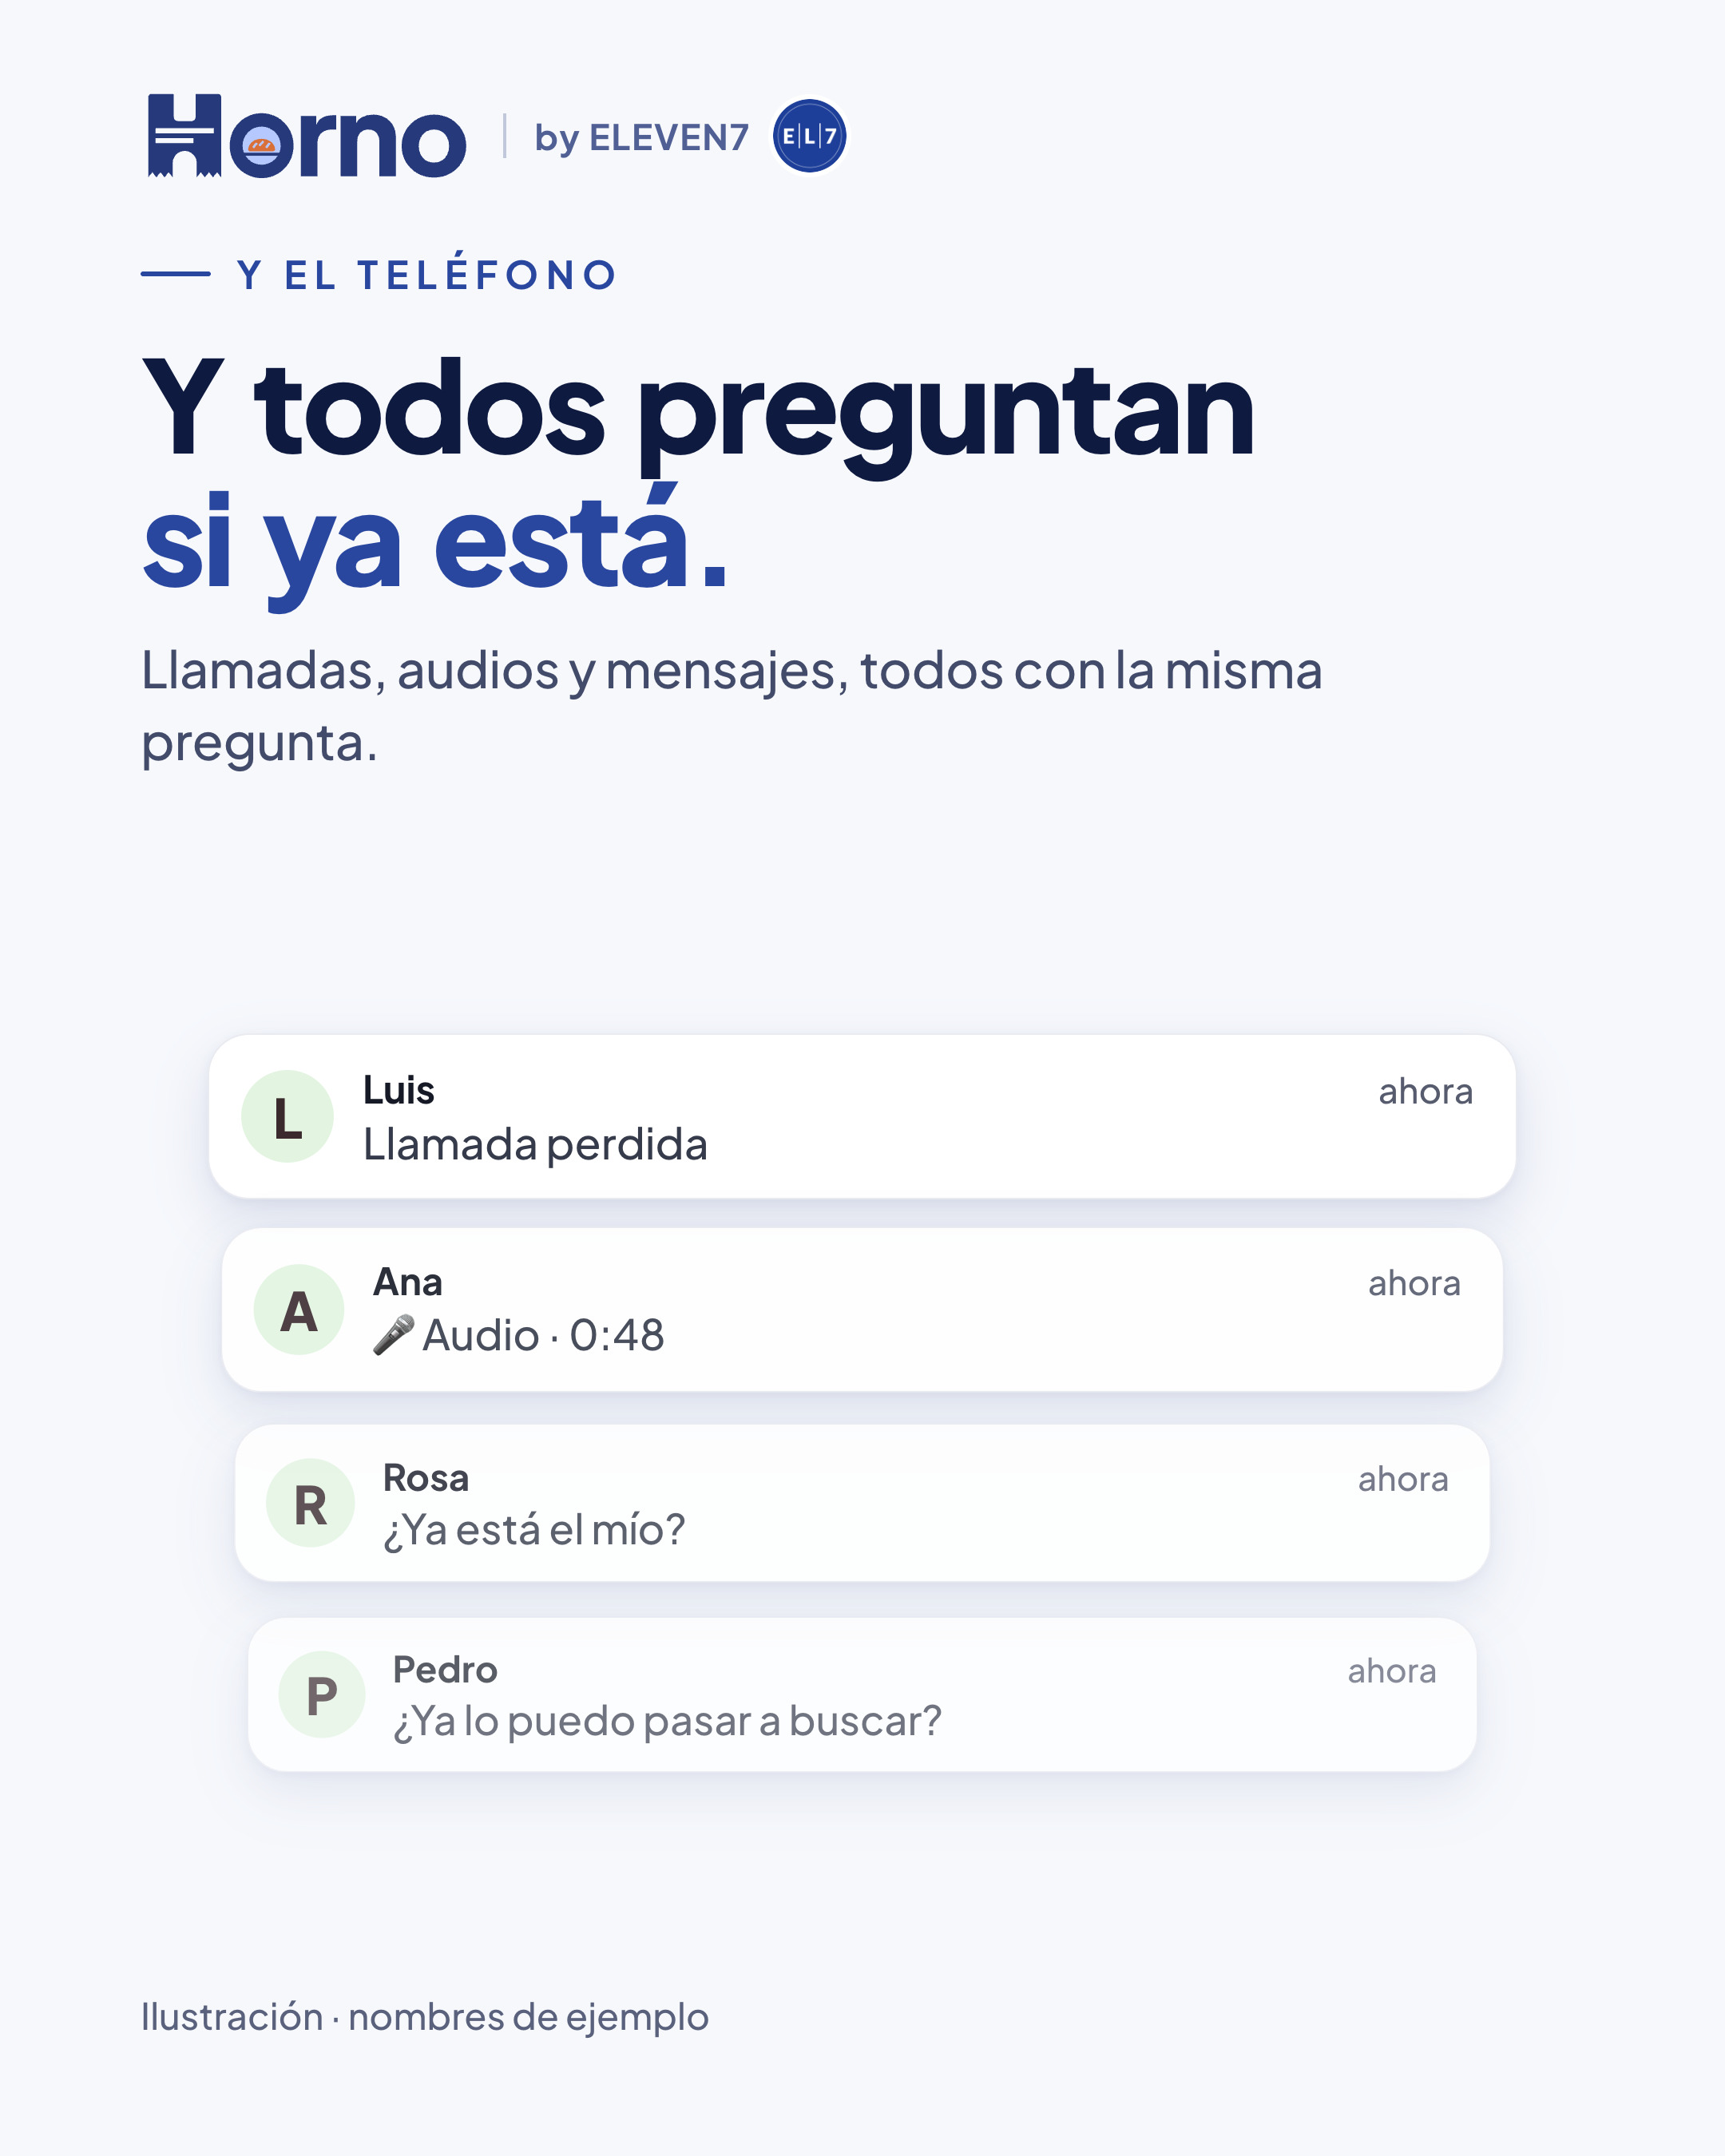 Horno by ELEVEN7 E|L|7
Y EL TELÉFONO
Y todos preguntan
si ya está.
Llamadas, audios y mensajes, todos con la misma
pregunta.
L
Luis
ahora
Llamada perdida
A
Ana
ahora
🎤 Audio · 0:48
R
Rosa
ahora
¿Ya está el mío?
P
Pedro
ahora
¿Ya lo puedo pasar a buscar?
Ilustración · nombres de ejemplo